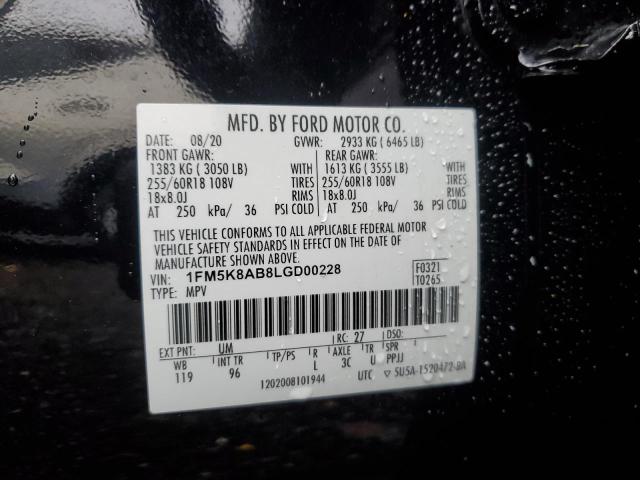 MFD. BY FORD MOTOR CO.
DATE: 08/20 GVWR: 2933 KG ( 6465 LB)
FRONT GAWR: REAR GAWR:
1383 KG ( 3050 LB) WITH 1613 KG ( 3555 LB) WITH
255/60R18 108V TIRES 255/60R18 108V TIRES
18x8.0J RIMS 18x8.0J RIMS
AT 250 kPa/ 36 PSI COLD AT 250 kPa/ 36 PSI COLD
THIS VEHICLE CONFORMS TO ALL APPLICABLE FEDERAL MOTOR
VEHICLE SAFETY STANDARDS IN EFFECT ON THE DATE OF
MANUFACTURE SHOWN ABOVE.
VIN: 1FM5K8AB8LGD00228 F0321
TYPE: MPV T0265
EXT PNT: UM RC: 27 DSO:
WB INT TR TP/PS R AXLE TR SPR
119 96 L 3C U PPJJ
1202008101944 UTC ▽ 5U5A-1520472-BA